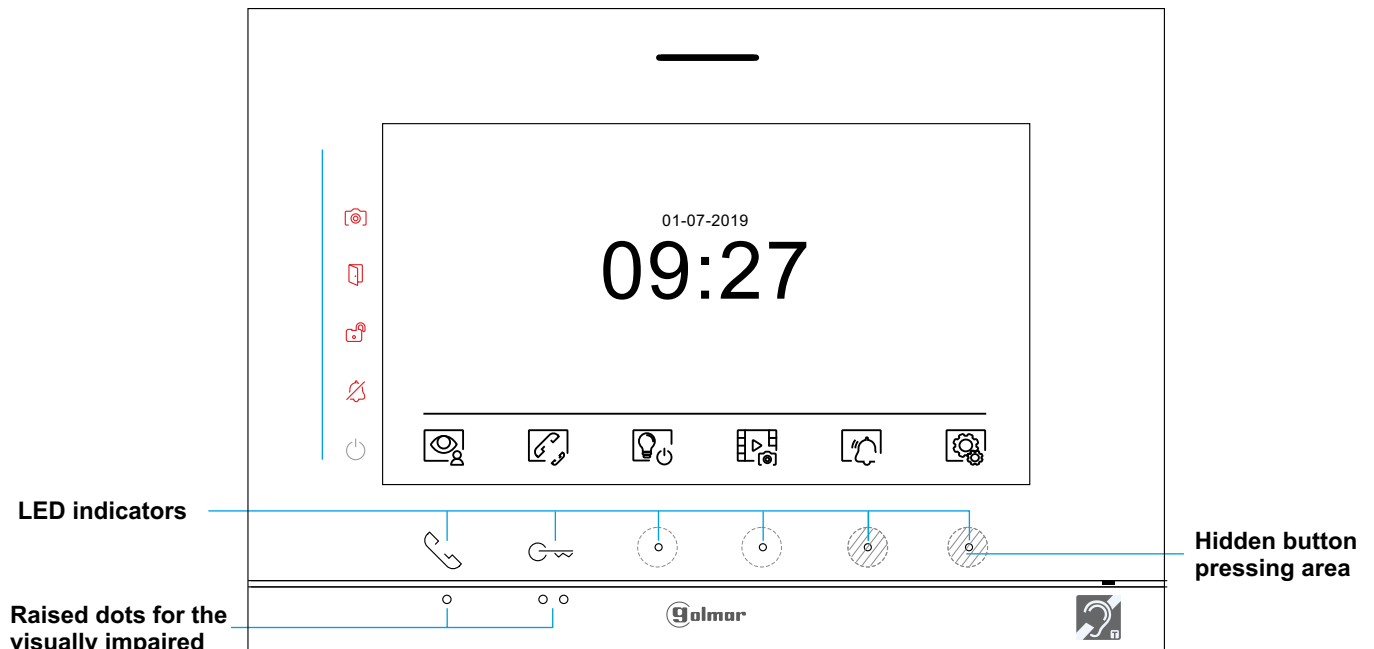 01-07-2019
09:27
LED indicators
Hidden button
pressing area
Raised dots for the
visually impaired
golmar
T